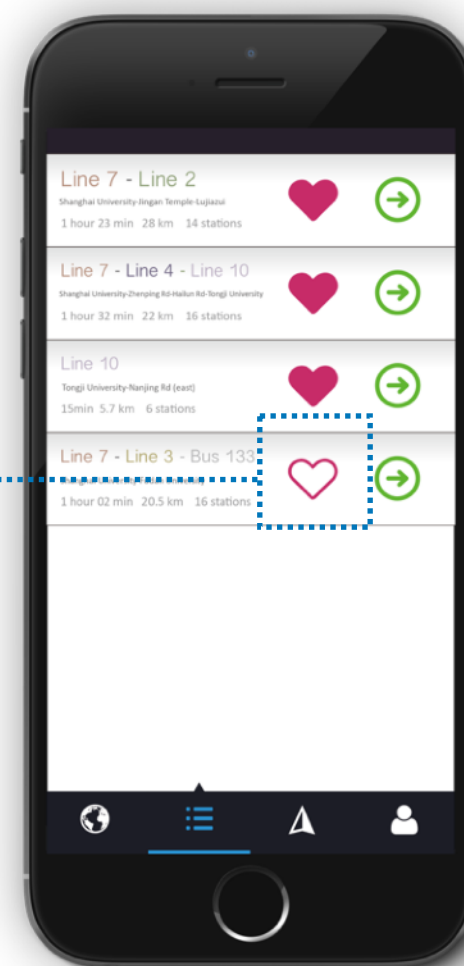 Line 7 - Line 2
Shanghai University-Jingan Temple-Lujiazui
1 hour 23 min 28 km 14 stations
Line 7 - Line 4 - Line 10
Shanghai University-Zhenping Rd-Hailun Rd-Tongji University
1 hour 32 min 22 km 16 stations
Line 10
Tongji University-Nanjing Rd (east)
15min 5.7 km 6 stations
Line 7 - Line 3 - Bus 133
1 hour 02 min 20.5 km 16 stations